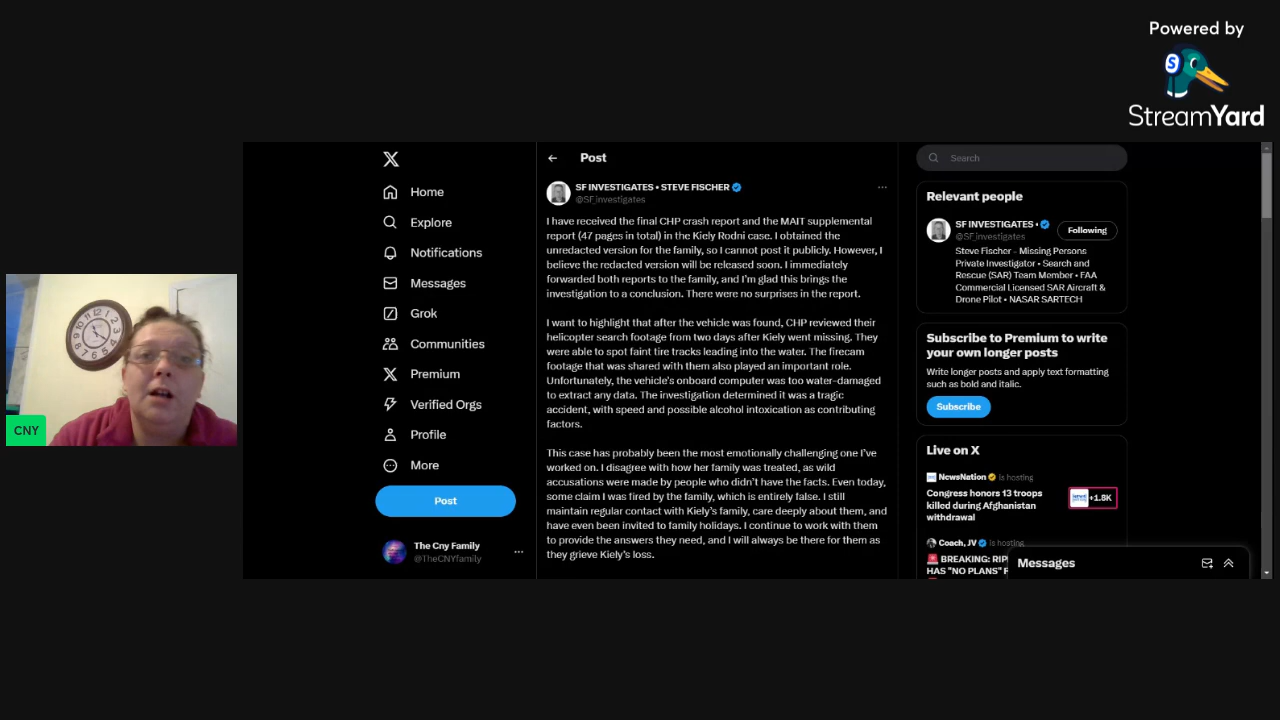 Powered by
StreamYard
Post
Search
SF INVESTIGATES • STEVE FISCHER
@SF_investigates
I have received the final CHP crash report and the MAIT supplemental
report (47 pages in total) in the Kiely Rodni case. I obtained the
unredacted version for the family, so I cannot post it publicly. However, I
believe the redacted version will be released soon. I immediately
forwarded both reports to the family, and I'm glad this brings the
investigation to a conclusion. There were no surprises in the report.
I want to highlight that after the vehicle was found, CHP reviewed their
helicopter search footage from two days after Kiely went missing. They
were able to spot faint tire tracks leading into the water. The firecam
footage that was shared with them also played an important role.
Unfortunately, the vehicle's onboard computer was too water-damaged
to extract any data. The investigation determined it was a tragic
accident, with speed and possible alcohol intoxication as contributing
factors.
This case has probably been the most emotionally challenging one I've
worked on. I disagree with how her family was treated, as wild
accusations were made by people who didn't have the facts. Even today,
some claim I was fired by the family, which is entirely false. I still
maintain regular contact with Kiely's family, care deeply about them, and
have even been invited to family holidays. I continue to work with them
to provide the answers they need, and I will always be there for them as
they grieve Kiely's loss.
Home
Explore
Notifications
Messages
Grok
Communities
Premium
Verified Orgs
Profile
More
Post
The Cny Family
@TheCNYfamily
Relevant people
SF INVESTIGATES •
@SF_investigates
Following
Steve Fischer - Missing Persons
Private Investigator • Search and
Rescue (SAR) Team Member • FAA
Commercial Licensed SAR Aircraft &
Drone Pilot • NASAR SARTECH
Subscribe to Premium to write
your own longer posts
Write longer posts and apply text formatting
such as bold and italic.
Subscribe
Live on X
NewsNation is hosting
Congress honors 13 troops
killed during Afghanistan
withdrawal
+1.8K
Coach, JV is hosting
BREAKING: RIP
HAS "NO PLANS" F
Messages
CNY